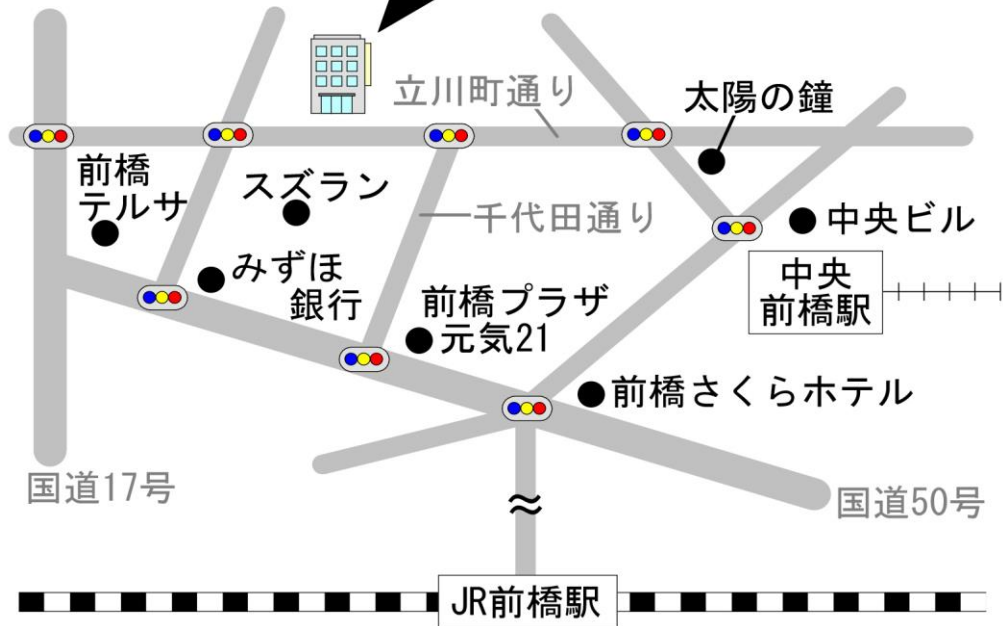 立川町通り
太陽の鐘
前橋
テルサ
スズラン
千代田通り
中央ビル
みずほ
銀行
前橋プラザ
元気21
中央
前橋駅
前橋さくらホテル
国道17号
国道50号
JR前橋駅